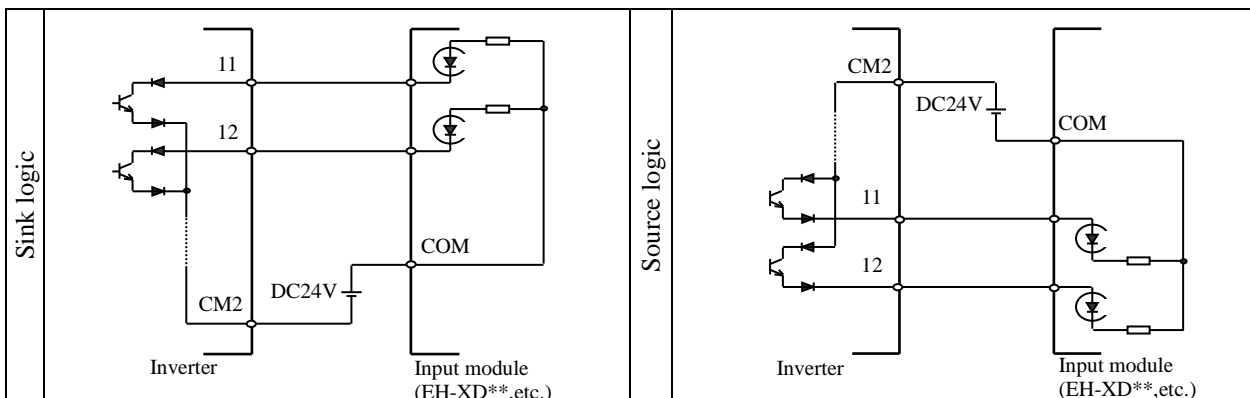 Sink logic
11
12
COM
DC24V
CM2
Inverter
Input module
(EH-XD**,etc.)
Source logic
CM2
DC24V
COM
11
12
Inverter
Input module
(EH-XD**,etc.)